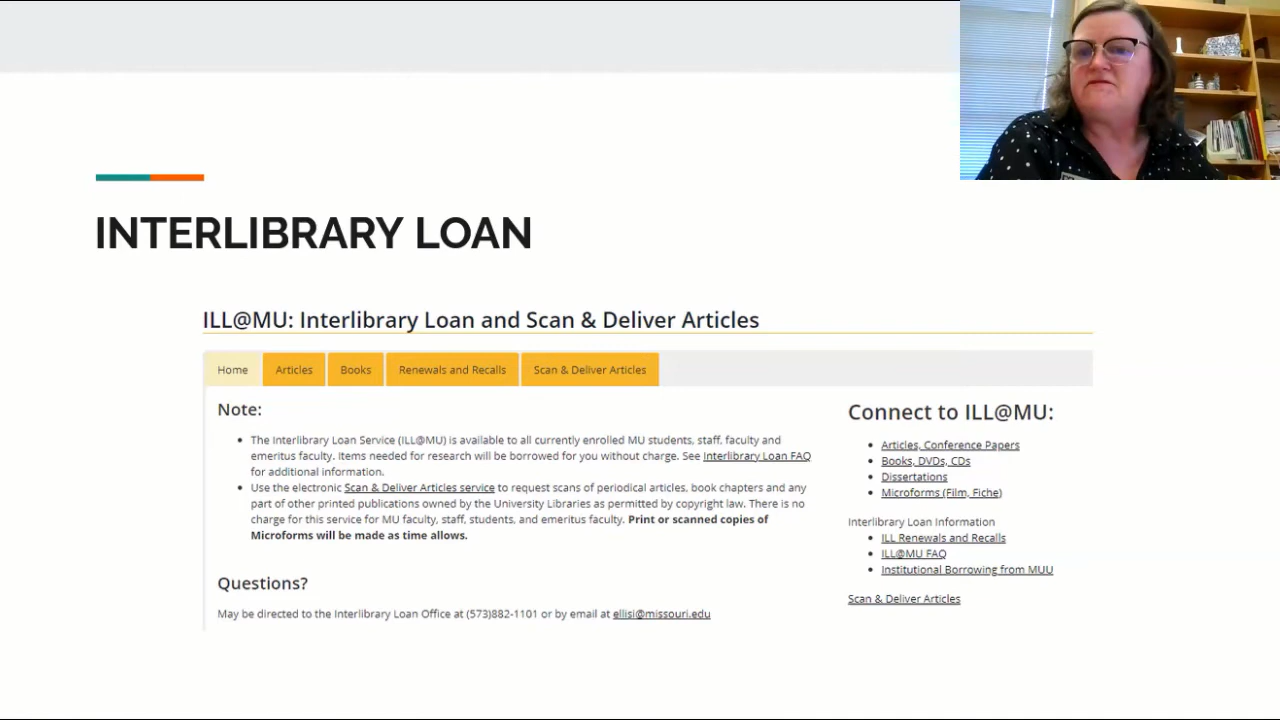 INTERLIBRARY LOAN
ILL@MU: Interlibrary Loan and Scan & Deliver Articles
Home Articles Books Renewals and Recalls Scan & Deliver Articles
Note:
The Interlibrary Loan Service (ILL@MU) is available to all currently enrolled MU students, staff, faculty and
emeritus faculty. Items needed for research will be borrowed for you without charge. See Interlibrary Loan FAQ
for additional information.
Use the electronic Scan & Deliver Articles service to request scans of periodical articles, book chapters and any
part of other printed publications owned by the University Libraries as permitted by copyright law. There is no
charge for this service for MU faculty, staff, students, and emeritus faculty. Print or scanned copies of
Microforms will be made as time allows.
Questions?
May be directed to the Interlibrary Loan Office at (573)882-1101 or by email at ellisi@missouri.edu
Connect to ILL@MU:
Articles, Conference Papers
Books, DVDs, CDs
Dissertations
Microforms (Film, Fiche)
Interlibrary Loan Information
ILL Renewals and Recalls
ILL@MU FAQ
Institutional Borrowing from MUU
Scan & Deliver Articles